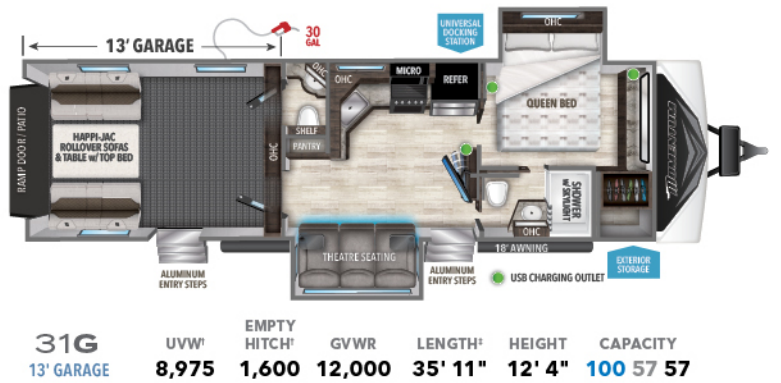 13' GARAGE
30
GAL
UNIVERSAL
DOCKING
STATION
OHC
OHC
OHC
MICRO
REFER
QUEEN BED
RAMP DOOR / PATIO
HAPPI-JAC
ROLLOVER SOFAS
& TABLE w/ TOP BED
OHC
SHELF
PANTRY
MOMENTUM
SHOWER
w/ SKYLIGHT
OHC
THEATRE SEATING
18' AWNING
ALUMINUM
ENTRY STEPS
ALUMINUM
ENTRY STEPS
USB CHARGING OUTLET
EXTERIOR
STORAGE
31G
13' GARAGE
UVW†
8,975
EMPTY
HITCH†
1,600
GVWR
12,000
LENGTH‡
35' 11"
HEIGHT
12' 4"
CAPACITY
100 57 57